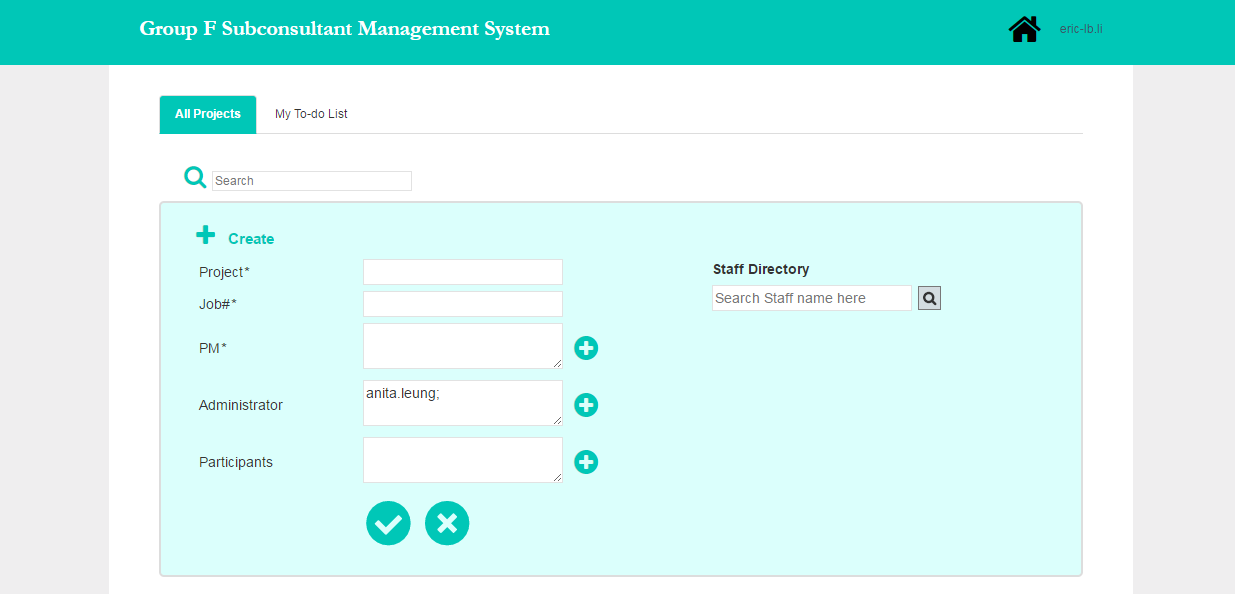 Group F Subconsultant Management System
eric-lb.li
All Projects
My To-do List
Search
Create
Project*
Job#*
PM*
Administrator
anita.leung;
Participants
Staff Directory
Search Staff name here